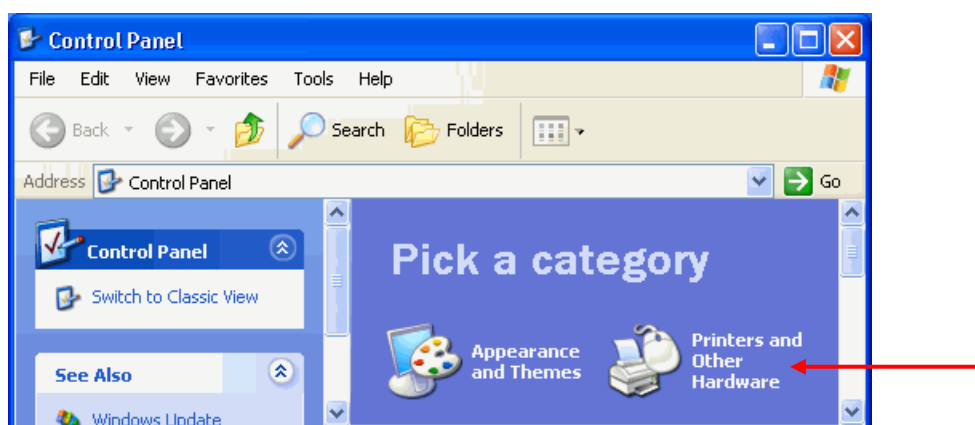 Control Panel
File Edit View Favorites Tools Help
Back Search Folders
Address Control Panel Go
Control Panel
Switch to Classic View
See Also
Windows Update
Pick a category
Appearance
and Themes
Printers and
Other
Hardware